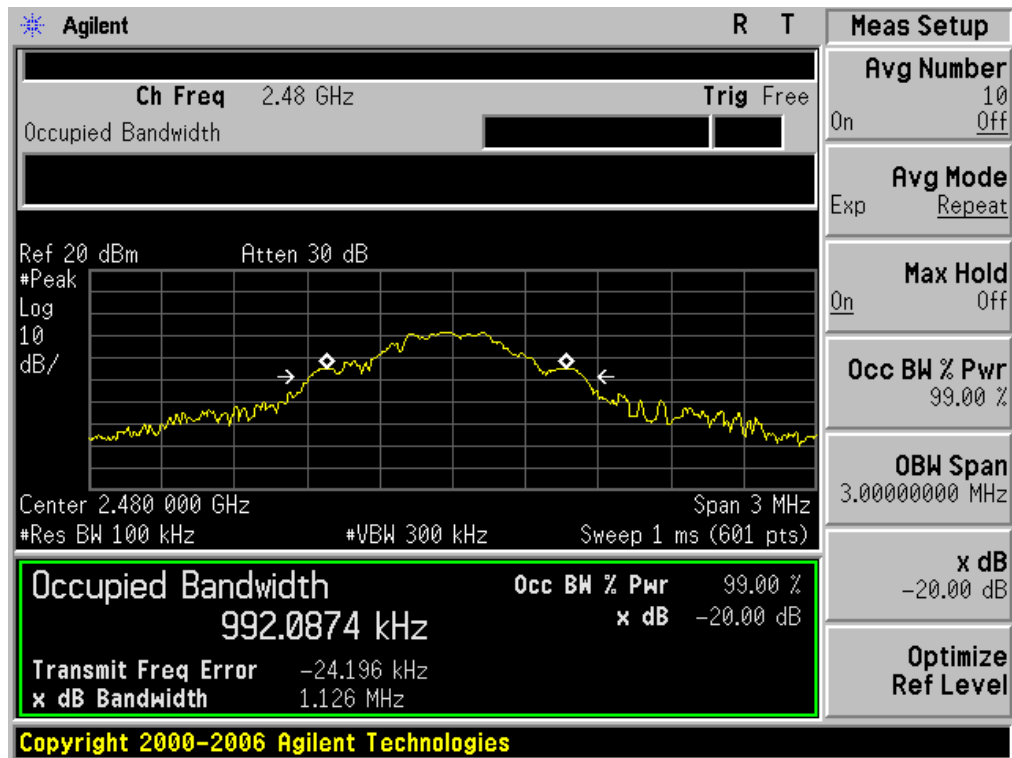 Agilent R T
Ch Freq 2.48 GHz Trig Free
Occupied Bandwidth
Ref 20 dBm Atten 30 dB
#Peak
Log
10
dB/
Center 2.480 000 GHz Span 3 MHz
#Res BW 100 kHz #VBW 300 kHz Sweep 1 ms (601 pts)
Occupied Bandwidth Occ BW % Pwr 99.00 %
992.0874 kHz x dB -20.00 dB
Transmit Freq Error -24.196 kHz
x dB Bandwidth 1.126 MHz
Copyright 2000-2006 Agilent Technologies
Meas Setup
Avg Number
10
On Off
Avg Mode
Exp Repeat
Max Hold
On Off
Occ BW % Pwr
99.00 %
OBW Span
3.00000000 MHz
x dB
-20.00 dB
Optimize
Ref Level